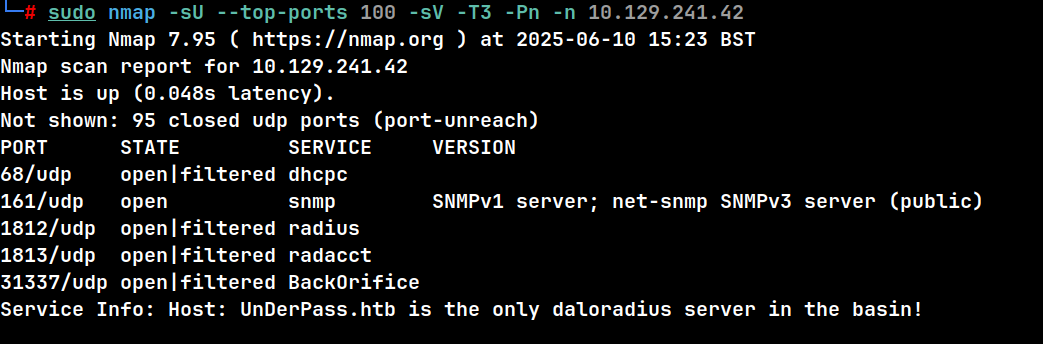 └─# sudo nmap -sU --top-ports 100 -sV -T3 -Pn -n 10.129.241.42
Starting Nmap 7.95 ( https://nmap.org ) at 2025-06-10 15:23 BST
Nmap scan report for 10.129.241.42
Host is up (0.048s latency).
Not shown: 95 closed udp ports (port-unreach)
PORT      STATE         SERVICE     VERSION
68/udp    open|filtered dhcpc
161/udp   open          snmp        SNMPv1 server; net-snmp SNMPv3 server (public)
1812/udp  open|filtered radius
1813/udp  open|filtered radacct
31337/udp open|filtered BackOrifice
Service Info: Host: UnDerPass.htb is the only daloradius server in the basin!